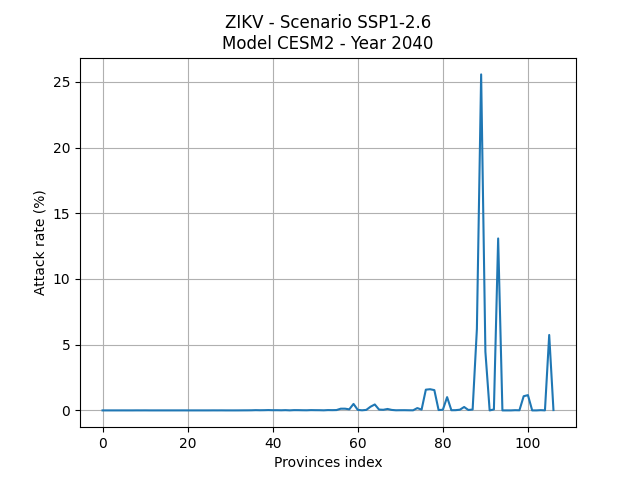 ZIKV - Scenario SSP1-2.6
Model CESM2 - Year 2040
25
20
15
10
5
0
Attack rate (%)
0 20 40 60 80 100
Provinces index